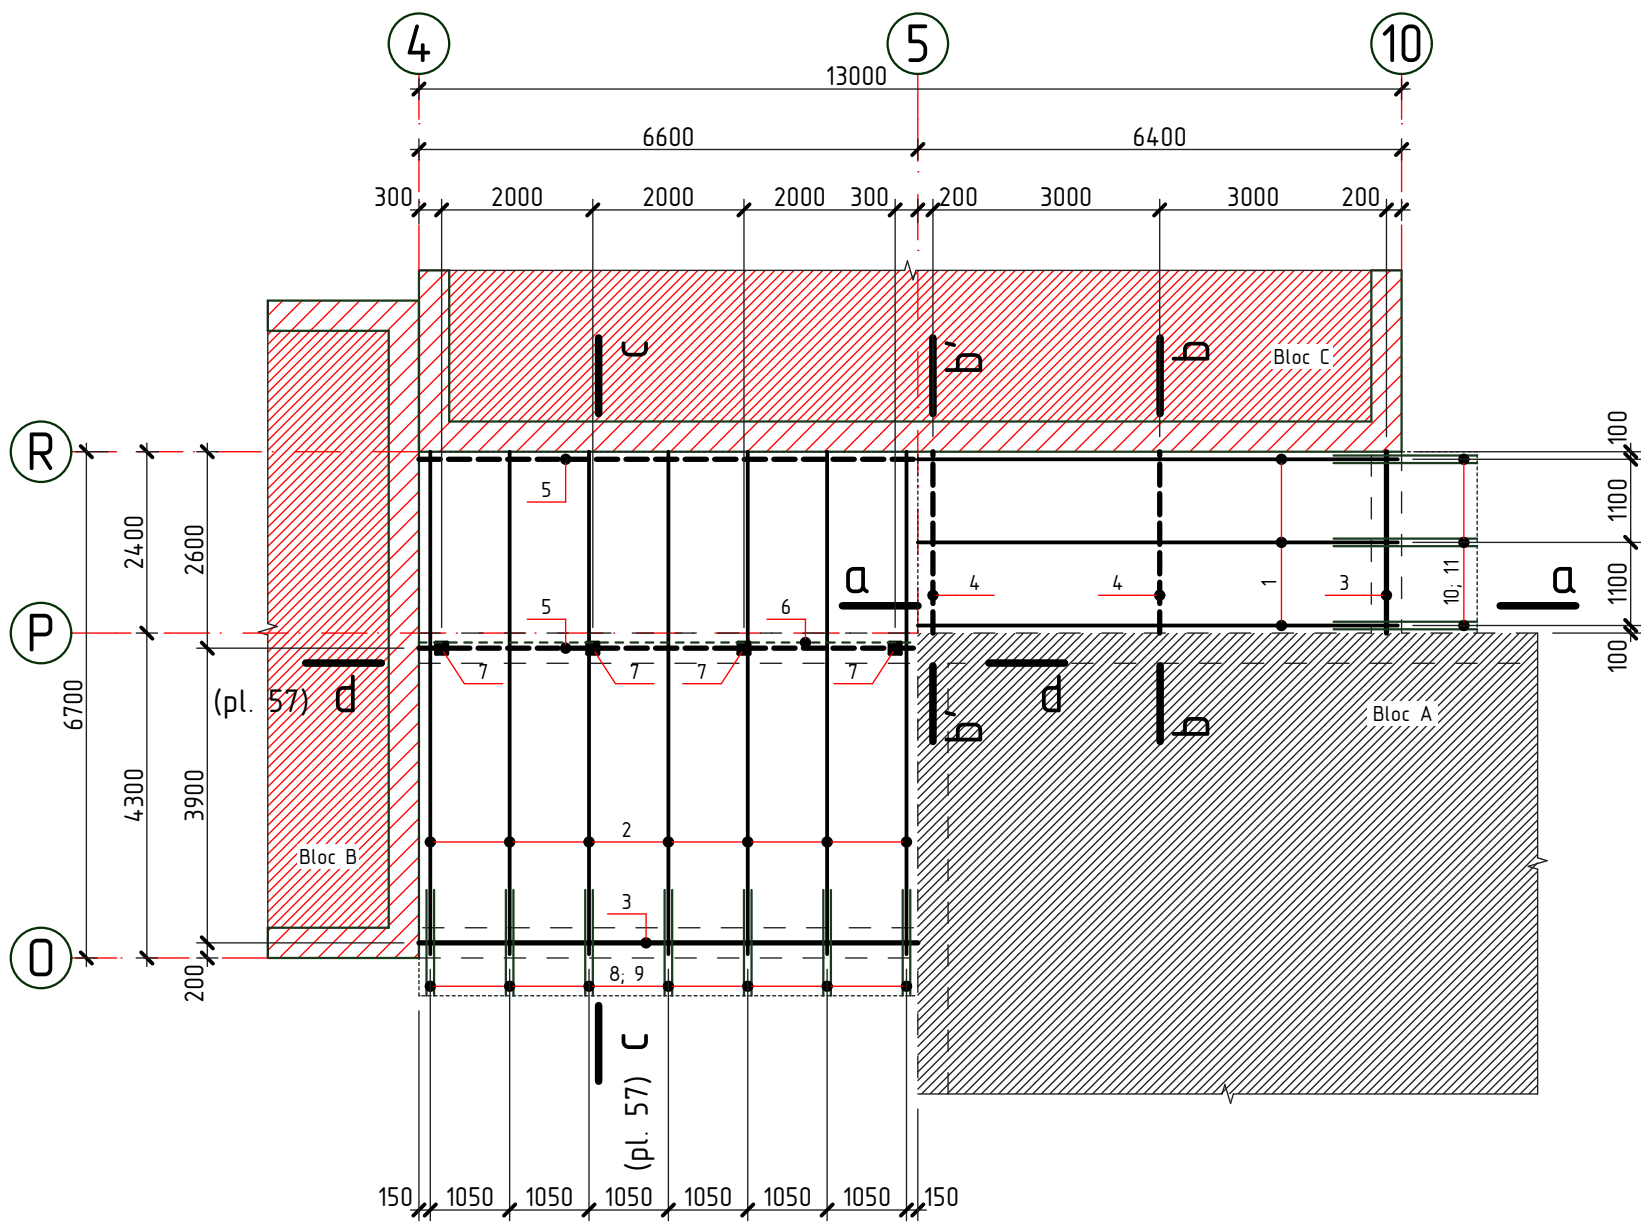 4 5 10
13000
6600 6400
300 2000 2000 2000 300 200 3000 3000 200
c b' b
Bloc C
R
100
5
2400 2600 1100
a 4 4 1 3 10; 11 a
5 6
1100
P
7 7 7 7
100
(pl. 57) d d
6700
b' b
Bloc A
4300 3900
2
Bloc B
3
O
200
8; 9
c
(pl. 57)
150 1050 1050 1050 1050 1050 1050 150